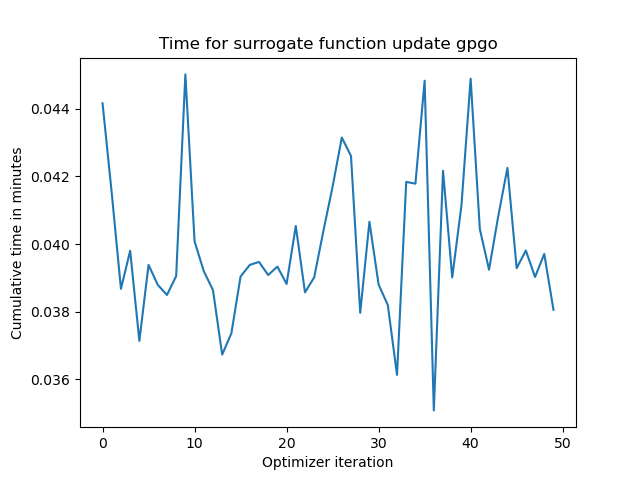 Time for surrogate function update gpgo
Cumulative time in minutes
0.044
0.042
0.040
0.038
0.036
0 10 20 30 40 50
Optimizer iteration